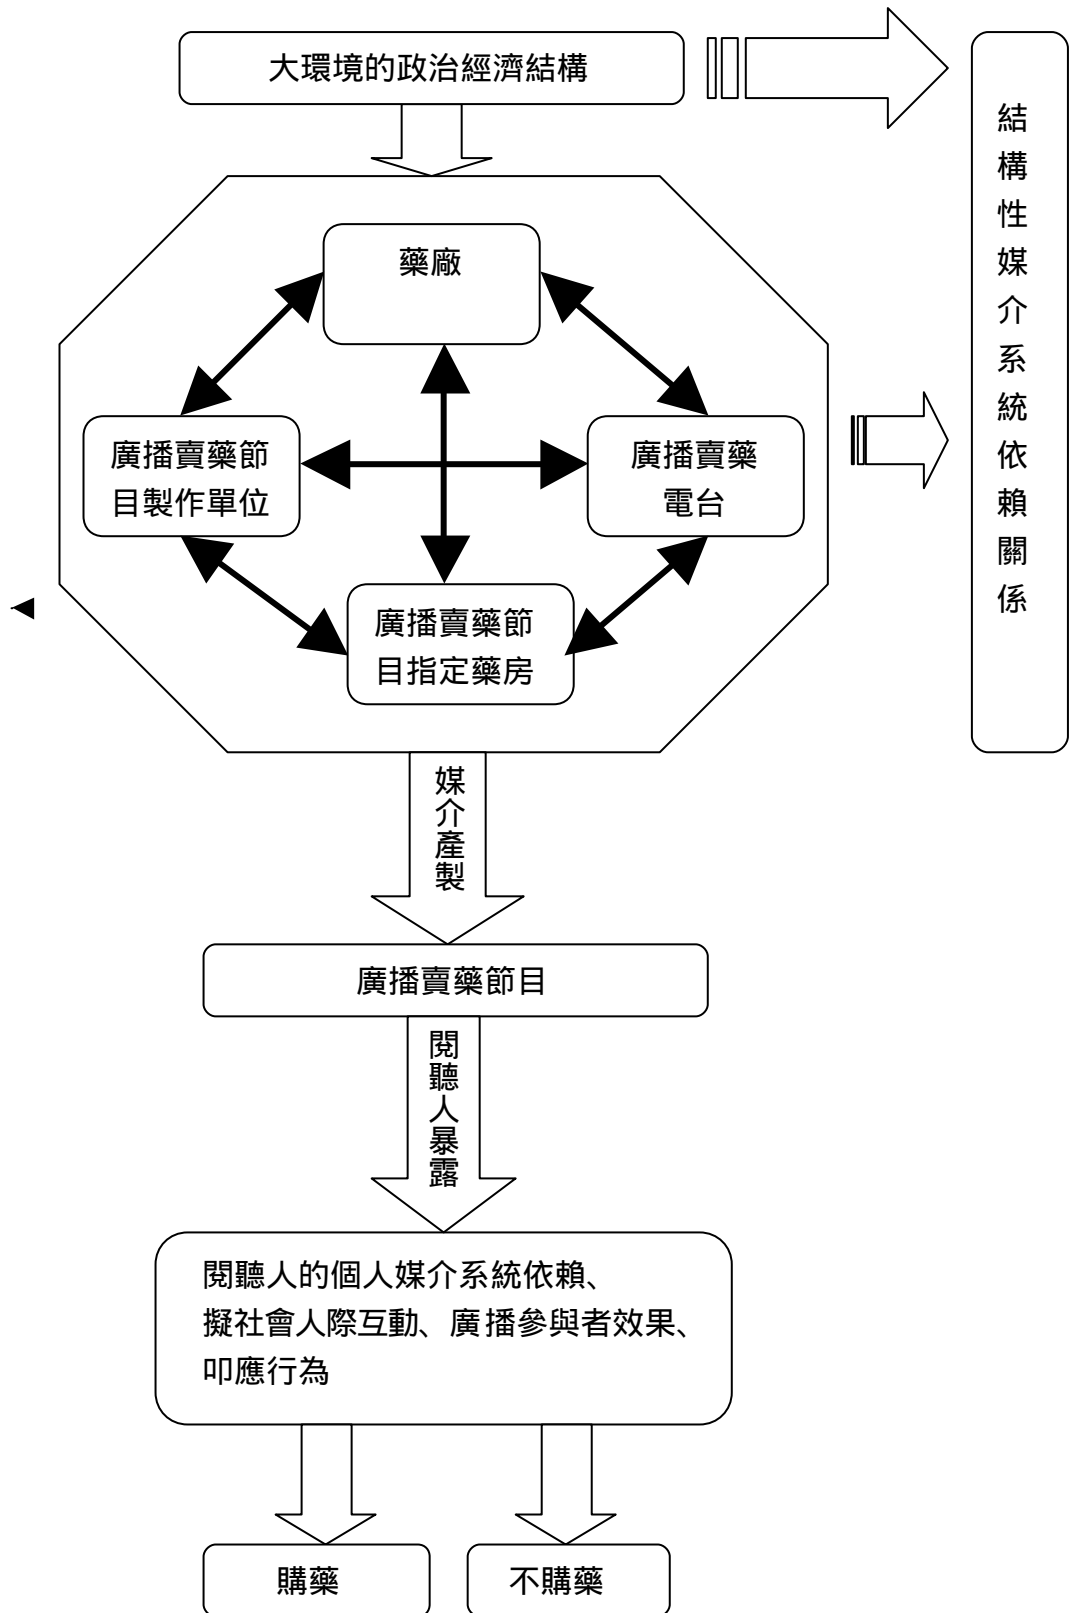 大環境的政治經濟結構
結構性媒介系統依賴關係
藥廠
廣播賣藥節
目製作單位
廣播賣藥
電台
廣播賣藥節
目指定藥房
媒介產製
廣播賣藥節目
閱聽人暴露
閱聽人的個人媒介系統依賴、
擬社會人際互動、廣播參與者效果、
叩應行為
購藥
不購藥